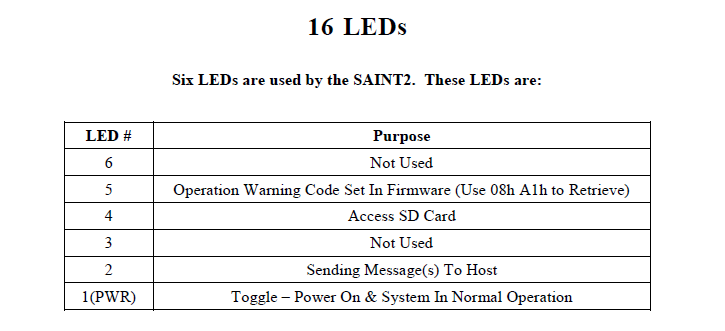 16 LEDs
Six LEDs are used by the SAINT2. These LEDs are:
LED # Purpose
6 Not Used
5 Operation Warning Code Set In Firmware (Use 08h A1h to Retrieve)
4 Access SD Card
3 Not Used
2 Sending Message(s) To Host
1(PWR) Toggle – Power On & System In Normal Operation